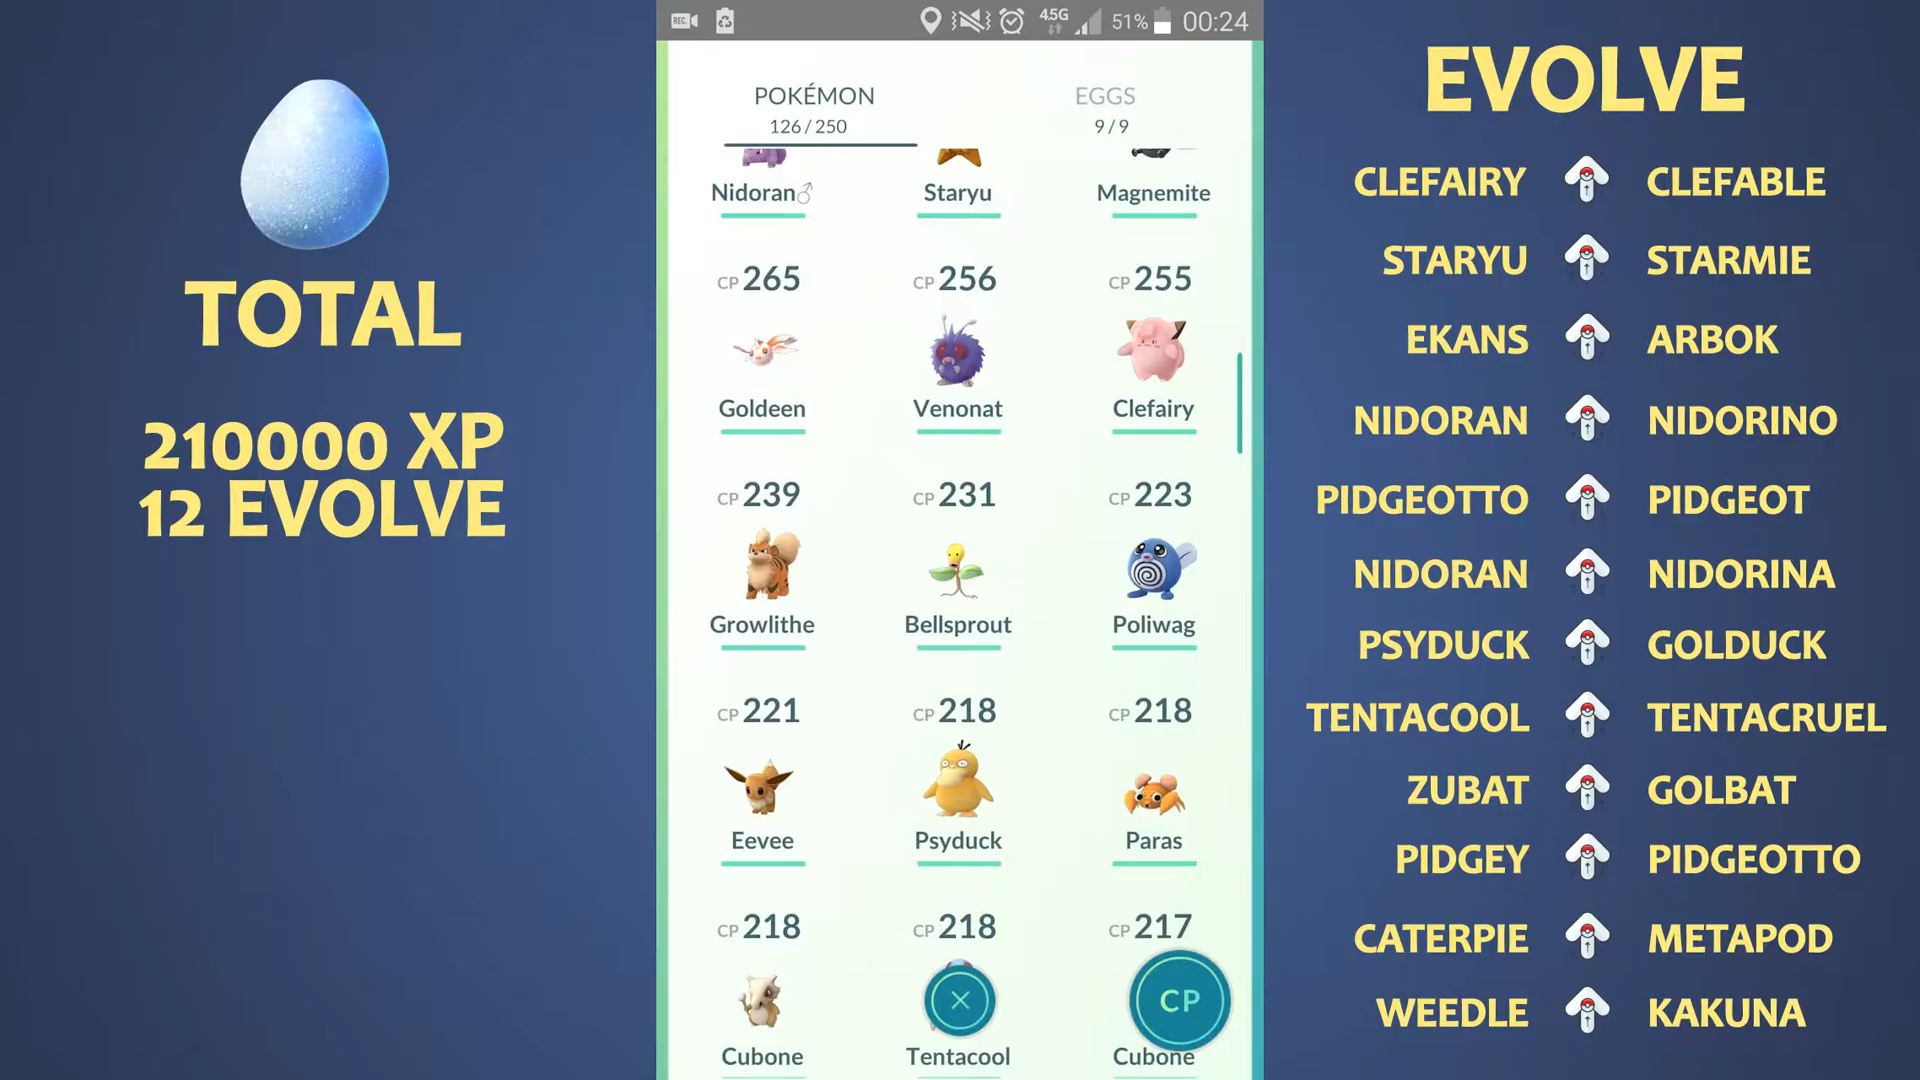 TOTAL
210000 XP
12 EVOLVE
REC
4.5G 51% 00:24
POKÉMON EGGS
126/250 9/9
Nidoran♂ Staryu Magnemite
CP 265 CP 256 CP 255
Goldeen Venonat Clefairy
CP 239 CP 231 CP 223
Growlithe Bellsprout Poliwag
CP 221 CP 218 CP 218
Eevee Psyduck Paras
CP 218 CP 218 CP 217
CP
Cubone Tentacool Cubone
EVOLVE
CLEFAIRY CLEFABLE
STARYU STARMIE
EKANS ARBOK
NIDORAN NIDORINO
PIDGEOTTO PIDGEOT
NIDORAN NIDORINA
PSYDUCK GOLDUCK
TENTACOOL TENTACRUEL
ZUBAT GOLBAT
PIDGEY PIDGEOTTO
CATERPIE METAPOD
WEEDLE KAKUNA